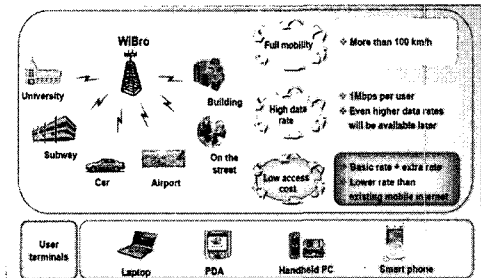 WiBro
Full mobility
More than 100 km/h
University
Building
High data
rate
1Mbps per user
Even higher data rates
will be available later
Subway
On the
street
Car
Airport
Low access
cost
Basic rate + extra rate
Lower rate than
existing mobile internet
User
terminals
Laptop
PDA
Handheld PC
Smart phone